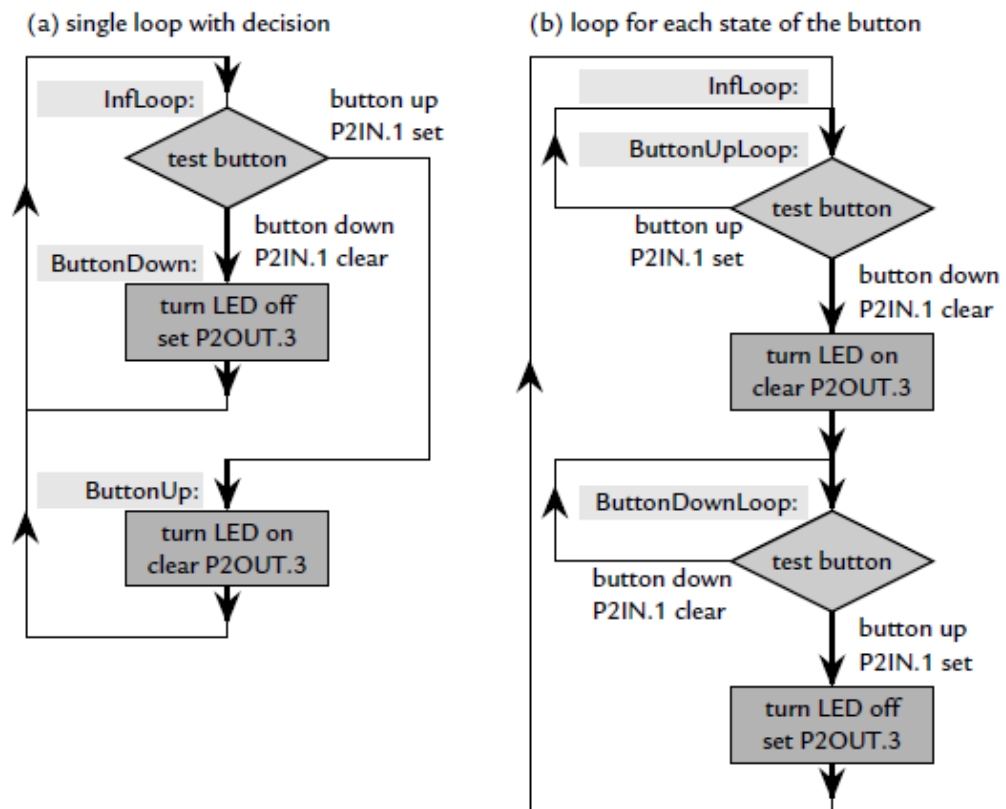 (a) single loop with decision
InfLoop:
button up
P2IN.1 set
test button
button down
P2IN.1 clear
ButtonDown:
turn LED off
set P2OUT.3
ButtonUp:
turn LED on
clear P2OUT.3
(b) loop for each state of the button
InfLoop:
ButtonUpLoop:
test button
button up
P2IN.1 set
button down
P2IN.1 clear
turn LED on
clear P2OUT.3
ButtonDownLoop:
test button
button down
P2IN.1 clear
button up
P2IN.1 set
turn LED off
set P2OUT.3